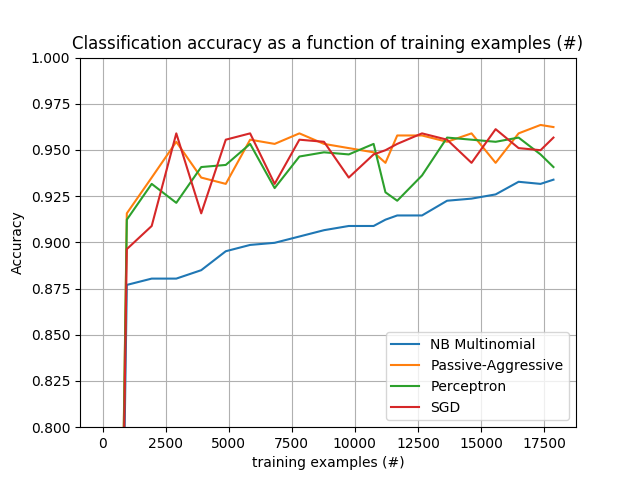 Classification accuracy as a function of training examples (#)
1.000
0.975
0.950
0.925
0.900
0.875
0.850
0.825
0.800
Accuracy
NB Multinomial
Passive-Aggressive
Perceptron
SGD
0
2500
5000
7500
10000
12500
15000
17500
training examples (#)